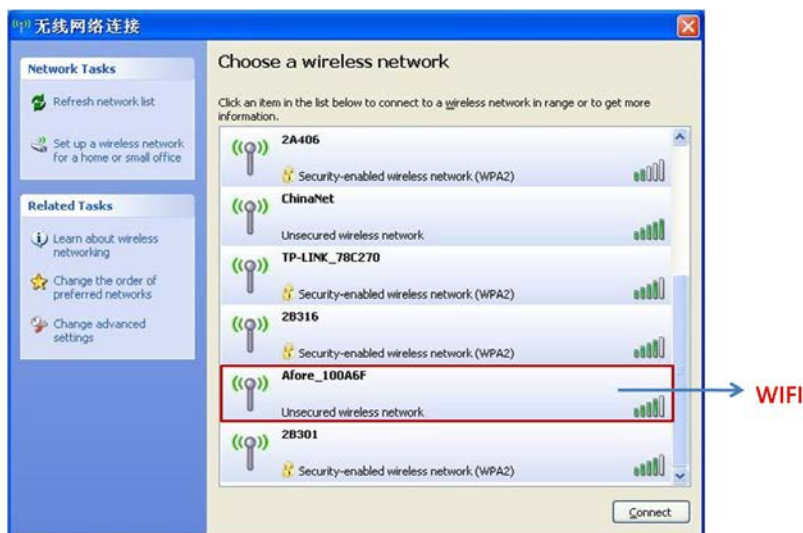 无线网络连接
Network Tasks
Refresh network list
Set up a wireless network
for a home or small office
Related Tasks
Learn about wireless
networking
Change the order of
preferred networks
Change advanced
settings
Choose a wireless network
Click an item in the list below to connect to a wireless network in range or to get more
information.
2A406
Security-enabled wireless network (WPA2)
ChinaNet
Unsecured wireless network
TP-LINK_78C270
Security-enabled wireless network (WPA2)
2B316
Security-enabled wireless network (WPA2)
Afore_100A6F
Unsecured wireless network
2B301
Security-enabled wireless network (WPA2)
Connect
WIFI